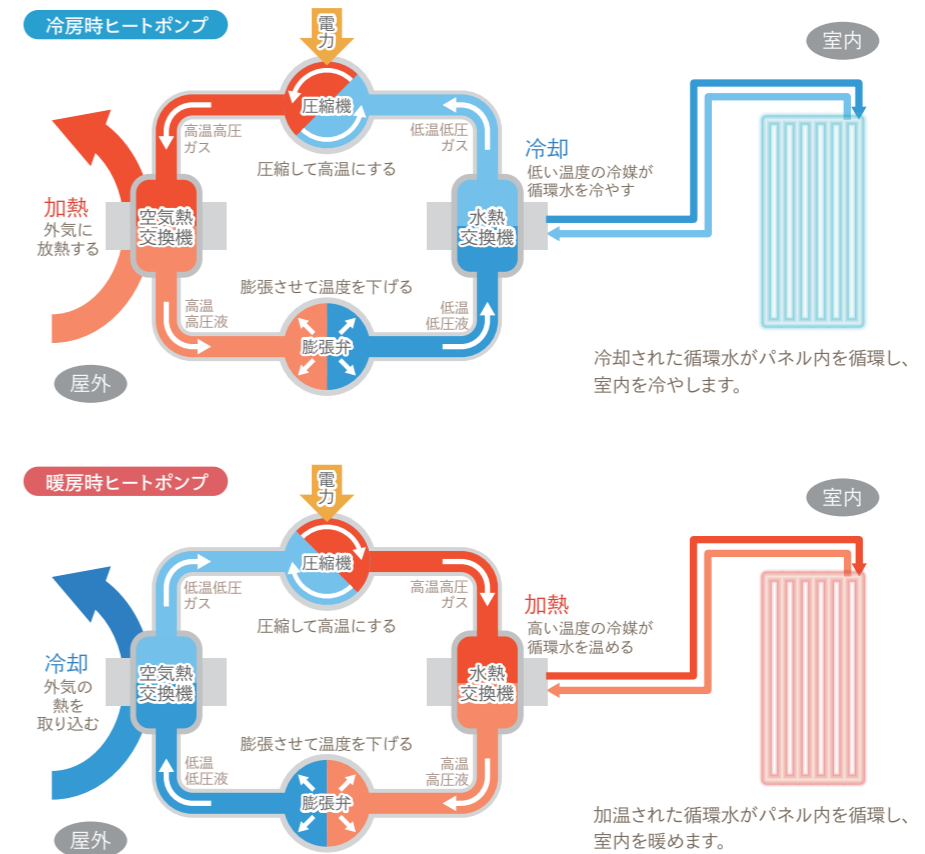 冷房時ヒートポンプ
電力
室内
圧縮機
高温高圧
ガス
低温低圧
ガス
圧縮して高温にする
冷却
低い温度の冷媒が
循環水を冷やす
加熱
外気に
放熱する
空気熱
交換機
水熱
交換機
膨張させて温度を下げる
高温
高圧液
低温
低圧液
膨張弁
屋外
冷却された循環水がパネル内を循環し、
室内を冷やします。
暖房時ヒートポンプ
電力
室内
圧縮機
低温低圧
ガス
高温高圧
ガス
圧縮して高温にする
加熱
高い温度の冷媒が
循環水を温める
冷却
外気の
熱を
取り込む
空気熱
交換機
水熱
交換機
膨張させて温度を下げる
低温
低圧液
高温
高圧液
膨張弁
屋外
加温された循環水がパネル内を循環し、
室内を暖めます。